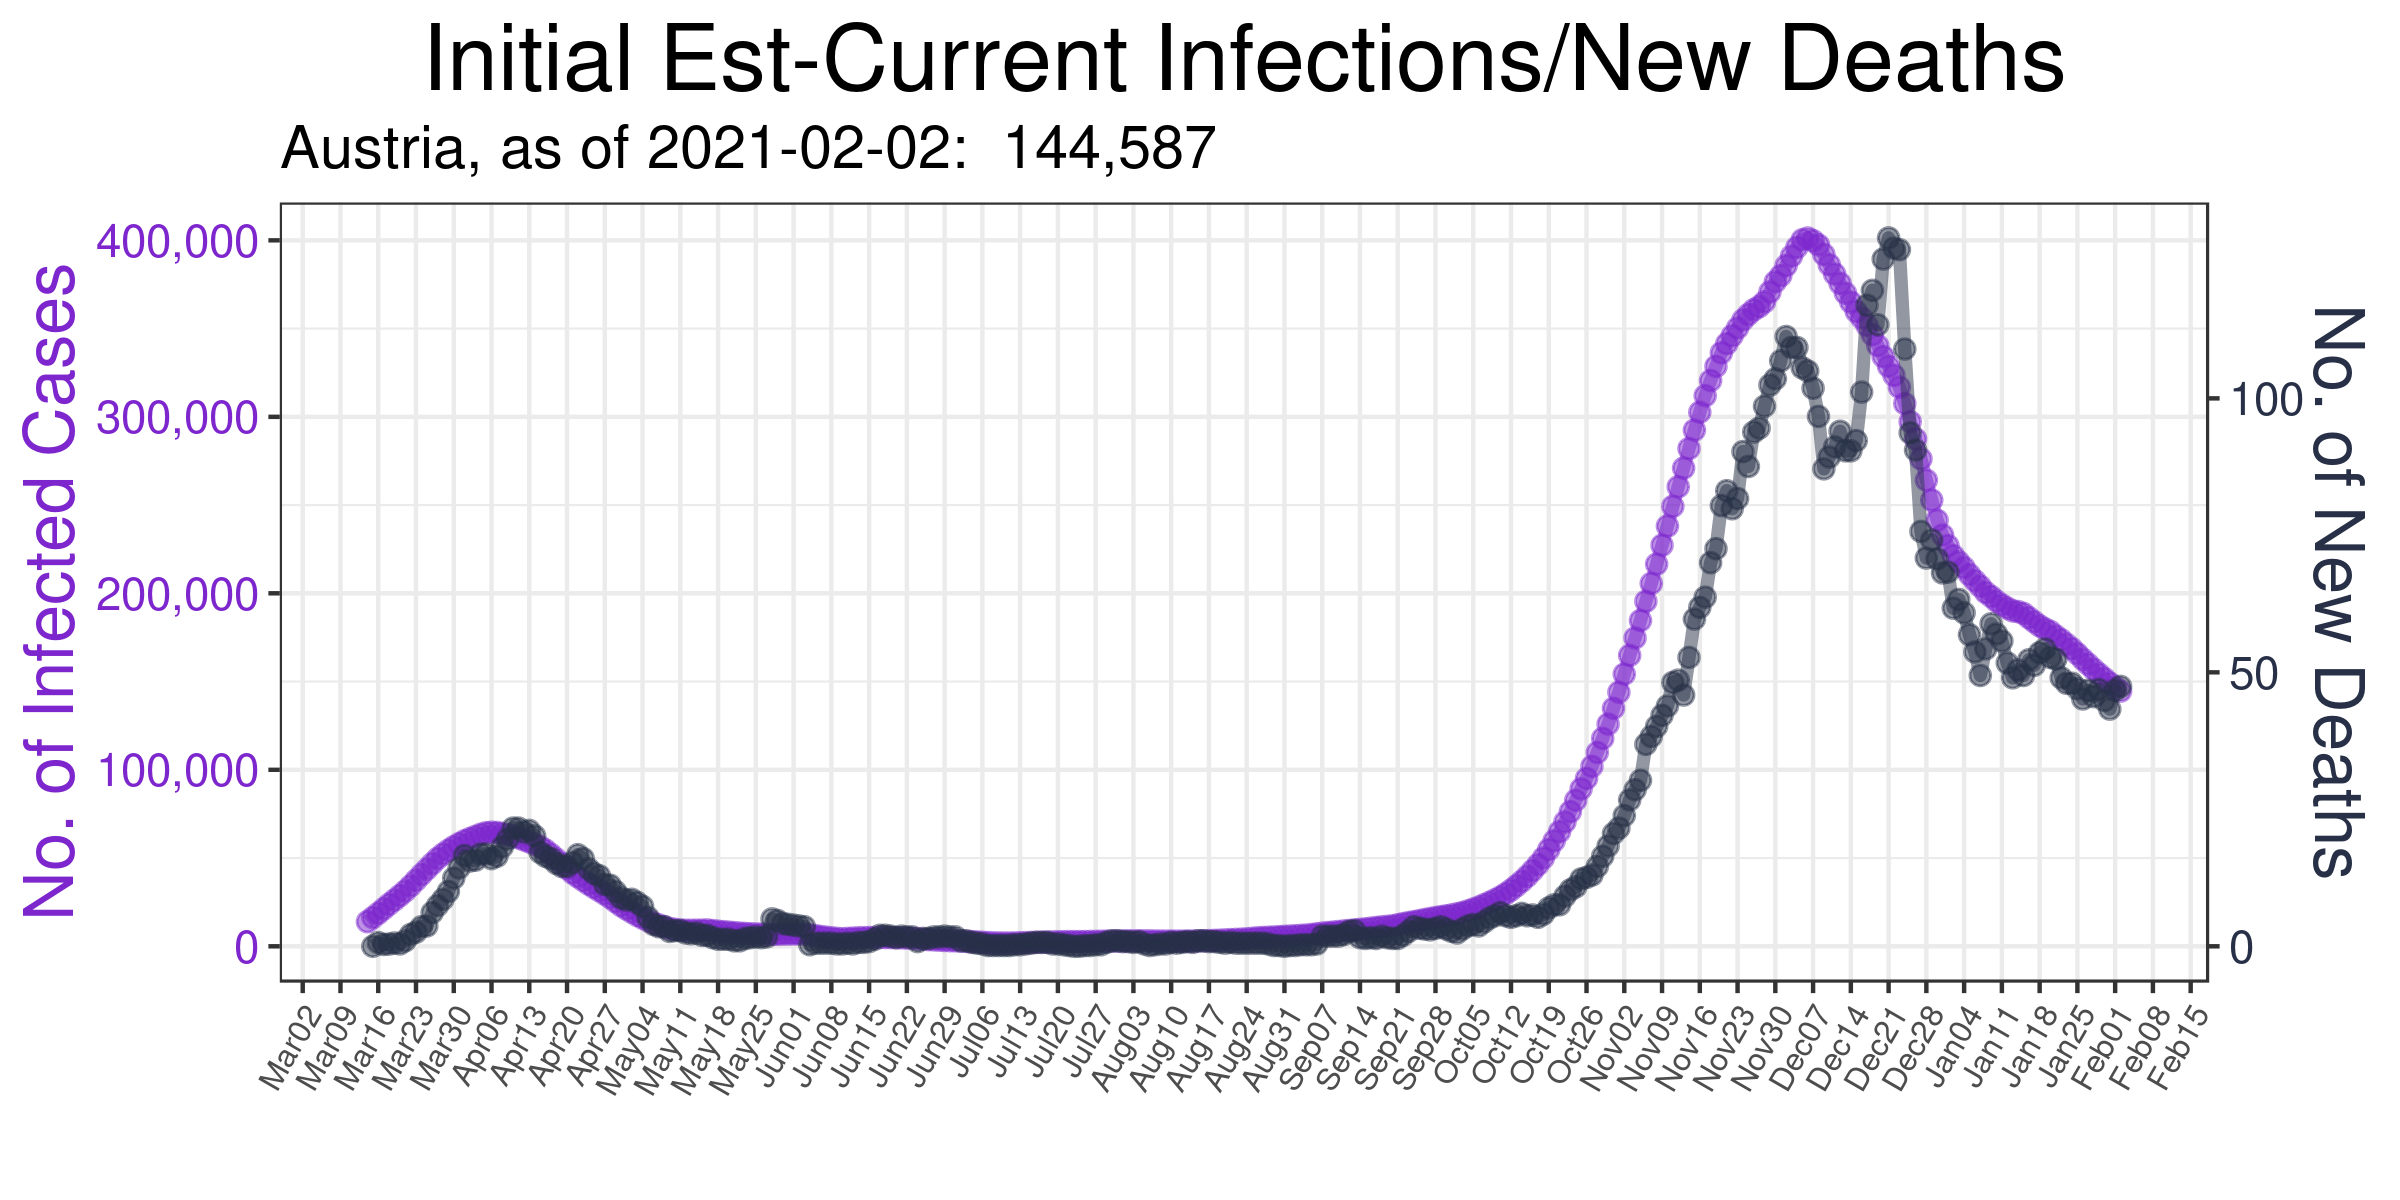 Initial Est-Current Infections/New Deaths
Austria, as of 2021-02-02:  144,587
No. of Infected Cases
400,000
300,000
200,000
100,000
0
No. of New Deaths
100
50
0
Mar02
Mar09
Mar16
Mar23
Mar30
Apr06
Apr13
Apr20
Apr27
May04
May11
May18
May25
Jun01
Jun08
Jun15
Jun22
Jun29
Jul06
Jul13
Jul20
Jul27
Aug03
Aug10
Aug17
Aug24
Aug31
Sep07
Sep14
Sep21
Sep28
Oct05
Oct12
Oct19
Oct26
Nov02
Nov09
Nov16
Nov23
Nov30
Dec07
Dec14
Dec21
Dec28
Jan04
Jan11
Jan18
Jan25
Feb01
Feb08
Feb15